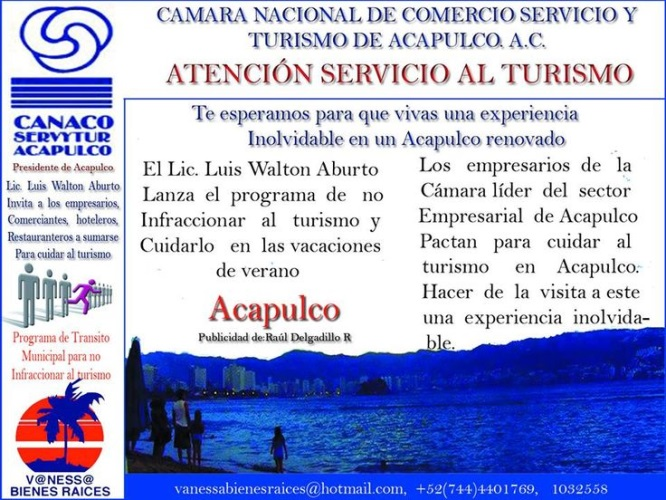 CAMARA NACIONAL DE COMERCIO SERVICIO Y
TURISMO DE ACAPULCO. A.C.
ATENCIÓN SERVICIO AL TURISMO
CANACO
SERVYTUR
ACAPULCO
Presidente de Acapulco
Lic. Luis Walton Aburto
Invita a los empresarios,
Comerciantes, hoteleros,
Restauranteros a sumarse
Para cuidar al turismo
Programa de Transito
Municipal para no
Infraccionar al turismo
V@NESS@
BIENES RAICES
Te esperamos para que vivas una experiencia
Inolvidable en un Acapulco renovado
El Lic. Luis Walton Aburto
Lanza el programa de no
Infraccionar al turismo y
Cuidarlo en las vacaciones
de verano
Acapulco
Publicidad de:Raúl Delgadillo R
Los empresarios de la
Cámara líder del sector
Empresarial de Acapulco
Pactan para cuidar al
turismo en Acapulco.
Hacer de la visita a este
una experiencia inolvida-
ble.
vanessabienesraices@hotmail.com, +52(744)4401769, 1032558